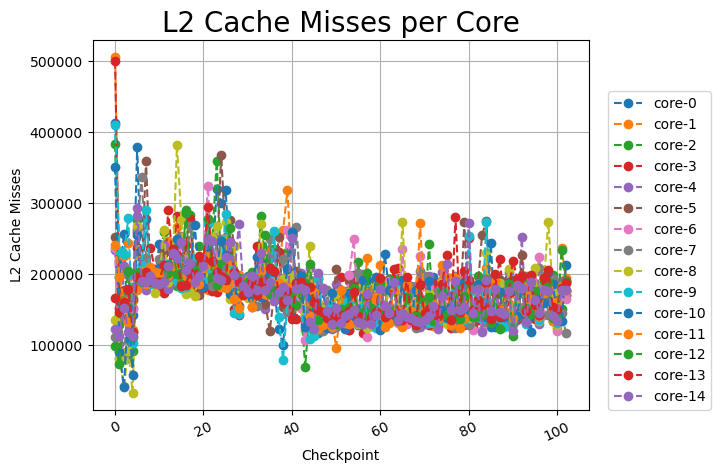 L2 Cache Misses per Core
500000
400000
300000
200000
100000
L2 Cache Misses
0
20
40
60
80
100
Checkpoint
core-0
core-1
core-2
core-3
core-4
core-5
core-6
core-7
core-8
core-9
core-10
core-11
core-12
core-13
core-14